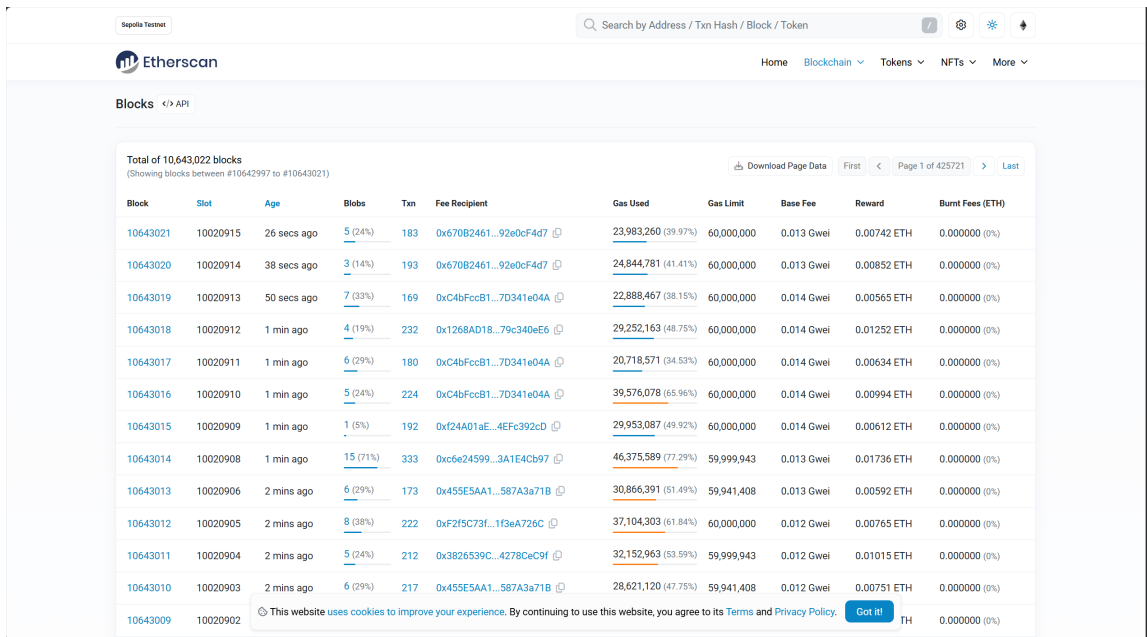 Sepolia Testnet
Search by Address / Txn Hash / Block / Token /
Etherscan
Home Blockchain Tokens NFTs More
Blocks </> API
Total of 10,643,022 blocks
(Showing blocks between #10642997 to #10643021)
Download Page Data First < Page 1 of 425721 > Last
Block Slot Age Blobs Txn Fee Recipient Gas Used Gas Limit Base Fee Reward Burnt Fees (ETH)
10643021 10020915 26 secs ago 5 (24%) 183 0x670B2461...92e0cF4d7 23,983,260 (39.97%) 60,000,000 0.013 Gwei 0.00742 ETH 0.000000 (0%)
10643020 10020914 38 secs ago 3 (14%) 193 0x670B2461...92e0cF4d7 24,844,781 (41.41%) 60,000,000 0.013 Gwei 0.00852 ETH 0.000000 (0%)
10643019 10020913 50 secs ago 7 (33%) 169 0xC4bFccB1...7D341e04A 22,888,467 (38.15%) 60,000,000 0.014 Gwei 0.00565 ETH 0.000000 (0%)
10643018 10020912 1 min ago 4 (19%) 232 0x1268AD18...79c340eE6 29,252,163 (48.75%) 60,000,000 0.014 Gwei 0.01252 ETH 0.000000 (0%)
10643017 10020911 1 min ago 6 (29%) 180 0xC4bFccB1...7D341e04A 20,718,571 (34.53%) 60,000,000 0.014 Gwei 0.00634 ETH 0.000000 (0%)
10643016 10020910 1 min ago 5 (24%) 224 0xC4bFccB1...7D341e04A 39,576,078 (65.96%) 60,000,000 0.014 Gwei 0.00994 ETH 0.000000 (0%)
10643015 10020909 1 min ago 1 (5%) 192 0xf24A01aE...4EFc392cD 29,953,087 (49.92%) 60,000,000 0.014 Gwei 0.00612 ETH 0.000000 (0%)
10643014 10020908 1 min ago 15 (71%) 333 0xc6e24599...3A1E4Cb97 46,375,589 (77.29%) 59,999,943 0.013 Gwei 0.01736 ETH 0.000000 (0%)
10643013 10020906 2 mins ago 6 (29%) 173 0x455E5AA1...587A3a71B 30,866,391 (51.49%) 59,941,408 0.013 Gwei 0.00592 ETH 0.000000 (0%)
10643012 10020905 2 mins ago 8 (38%) 222 0xF2f5C73f...1f3eA726C 37,104,303 (61.84%) 60,000,000 0.012 Gwei 0.00765 ETH 0.000000 (0%)
10643011 10020904 2 mins ago 5 (24%) 212 0x3826539C...4278CeC9f 32,152,963 (53.59%) 59,999,943 0.012 Gwei 0.01015 ETH 0.000000 (0%)
10643010 10020903 2 mins ago 6 (29%) 217 0x455E5AA1...587A3a71B 28,621,120 (47.75%) 59,941,408 0.012 Gwei 0.00751 ETH 0.000000 (0%)
This website uses cookies to improve your experience. By continuing to use this website, you agree to its Terms and Privacy Policy. Got it!
10643009 10020902 TH 0.000000 (0%)